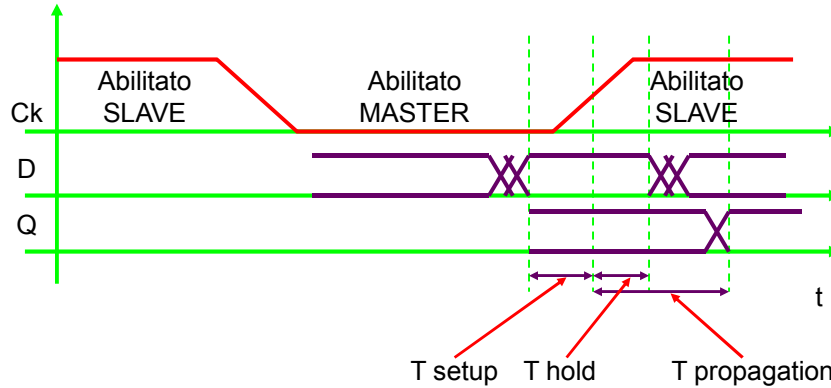 Abilitato
SLAVE
Abilitato
MASTER
Abilitato
SLAVE
Ck
D
Q
t
T setup
T hold
T propagation